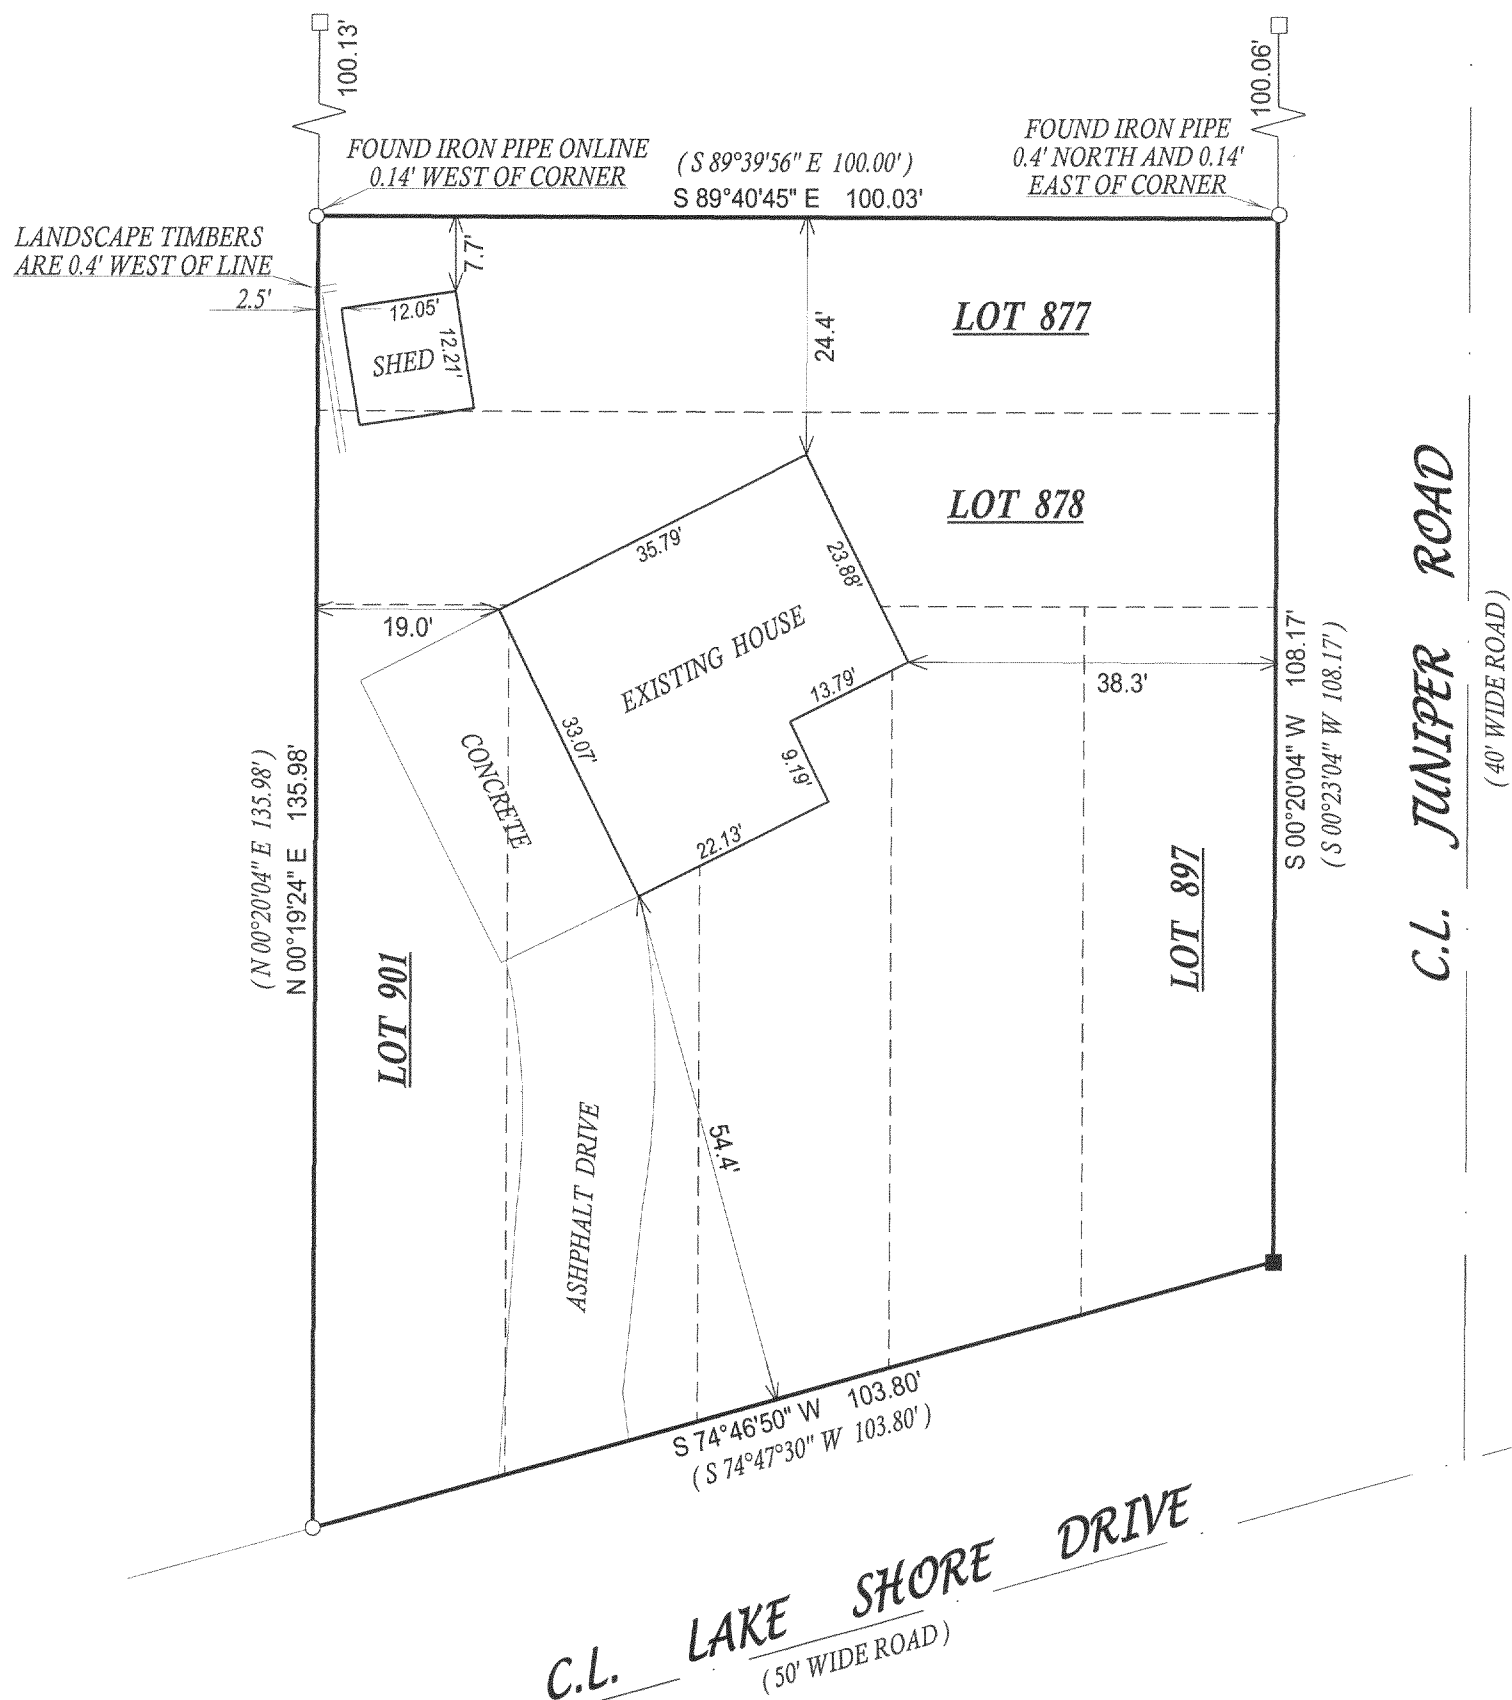 100.13'
100.06'
FOUND IRON PIPE ONLINE
0.14' WEST OF CORNER
( S 89°39'56" E 100.00' )
S 89°40'45" E 100.03'
FOUND IRON PIPE
0.4' NORTH AND 0.14'
EAST OF CORNER
LANDSCAPE TIMBERS
ARE 0.4' WEST OF LINE
2.5'
7.7'
12.05'
12.21'
SHED
24.4'
LOT 877
LOT 878
35.79'
23.88'
EXISTING HOUSE
19.0'
13.79'
38.3'
33.07'
9.19'
22.13'
CONCRETE
( N 00°20'04" E 135.98' )
N 00°19'24" E 135.98'
S 00°20'04" W 108.17'
( S 00°23'04" W 108.17' )
C.L. JUNIPER ROAD
( 40' WIDE ROAD )
LOT 901
LOT 897
ASHPHALT DRIVE
54.4'
S 74°46'50" W 103.80'
( S 74°47°30" W 103.80' )
C.L. LAKE SHORE DRIVE
( 50' WIDE ROAD )